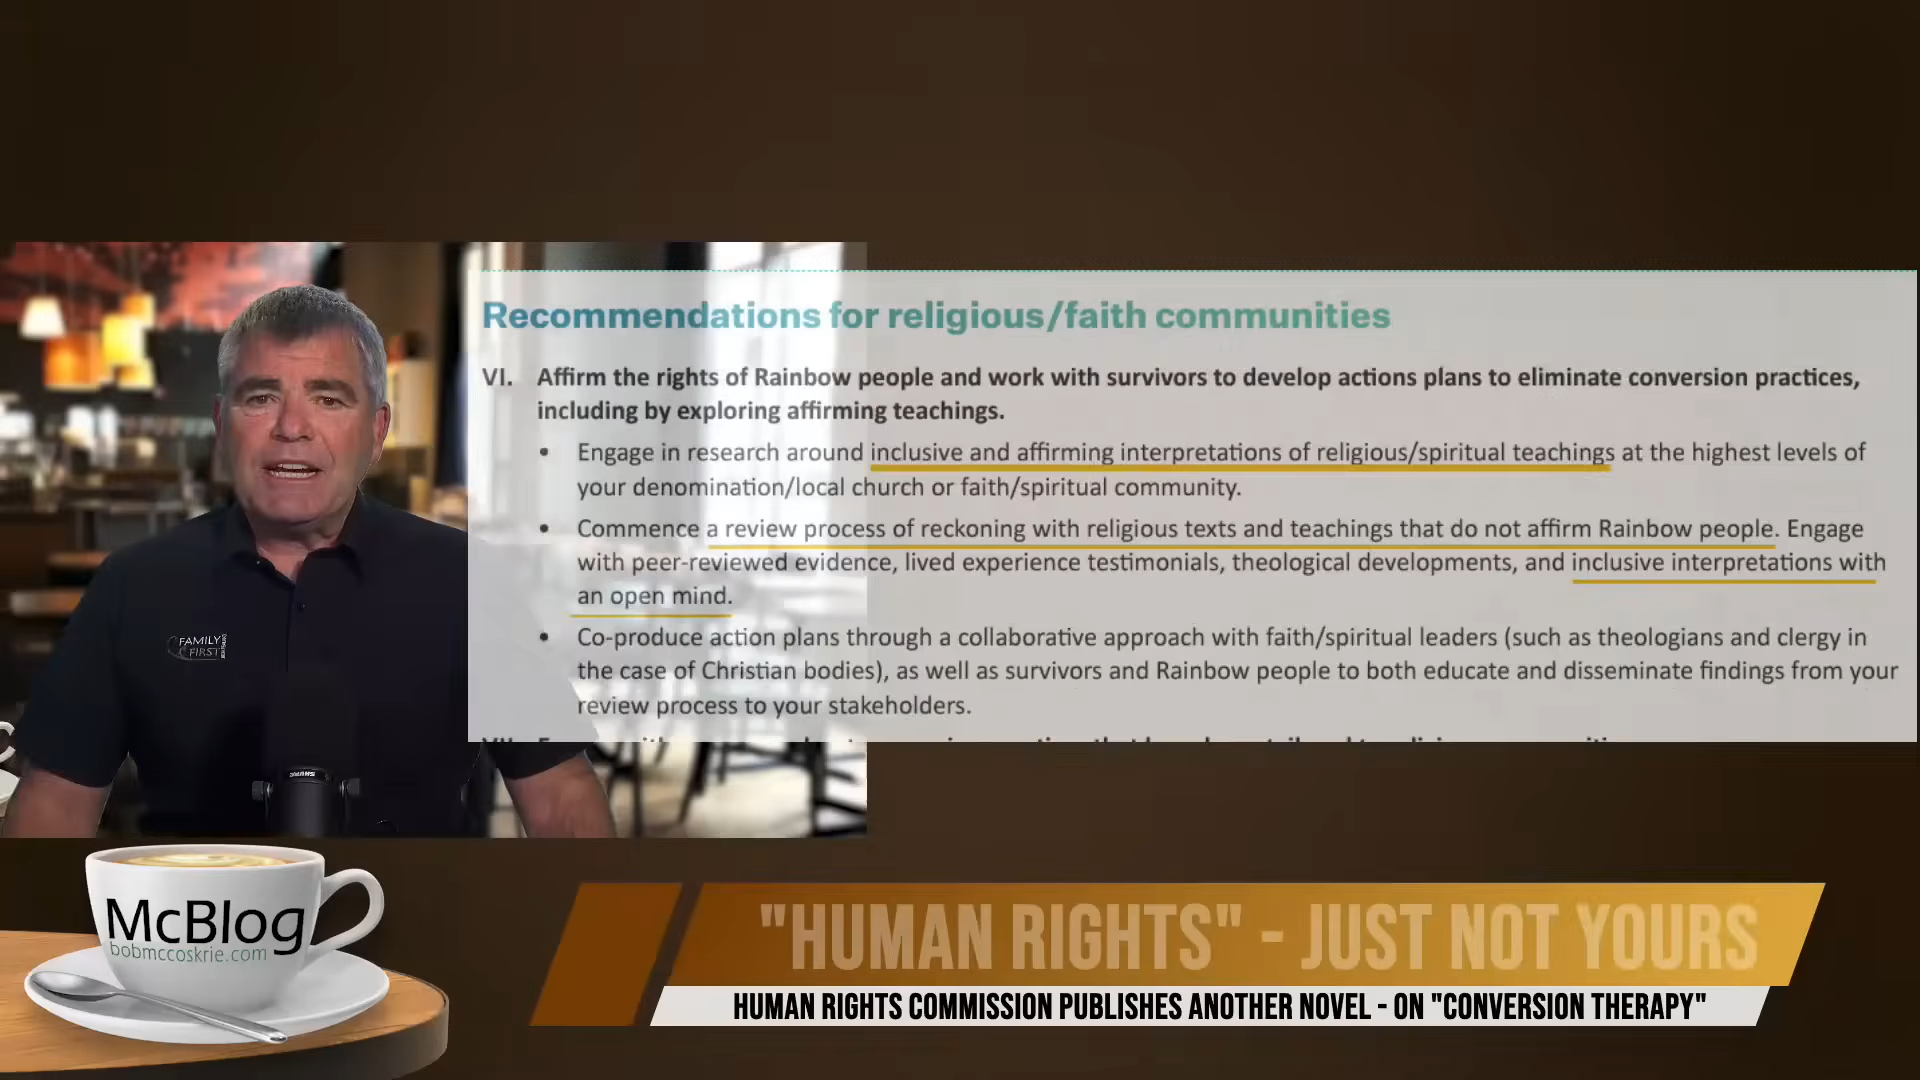 Recommendations for religious/faith communities
VI. Affirm the rights of Rainbow people and work with survivors to develop actions plans to eliminate conversion practices,
including by exploring affirming teachings.
• Engage in research around inclusive and affirming interpretations of religious/spiritual teachings at the highest levels of
your denomination/local church or faith/spiritual community.
• Commence a review process of reckoning with religious texts and teachings that do not affirm Rainbow people. Engage
with peer-reviewed evidence, lived experience testimonials, theological developments, and inclusive interpretations with
an open mind.
• Co-produce action plans through a collaborative approach with faith/spiritual leaders (such as theologians and clergy in
the case of Christian bodies), as well as survivors and Rainbow people to both educate and disseminate findings from your
review process to your stakeholders.
FAMILY
FIRST
SHURE
McBlog
bobmccoskrie.com
"HUMAN RIGHTS" - JUST NOT YOURS
HUMAN RIGHTS COMMISSION PUBLISHES ANOTHER NOVEL - ON "CONVERSION THERAPY"